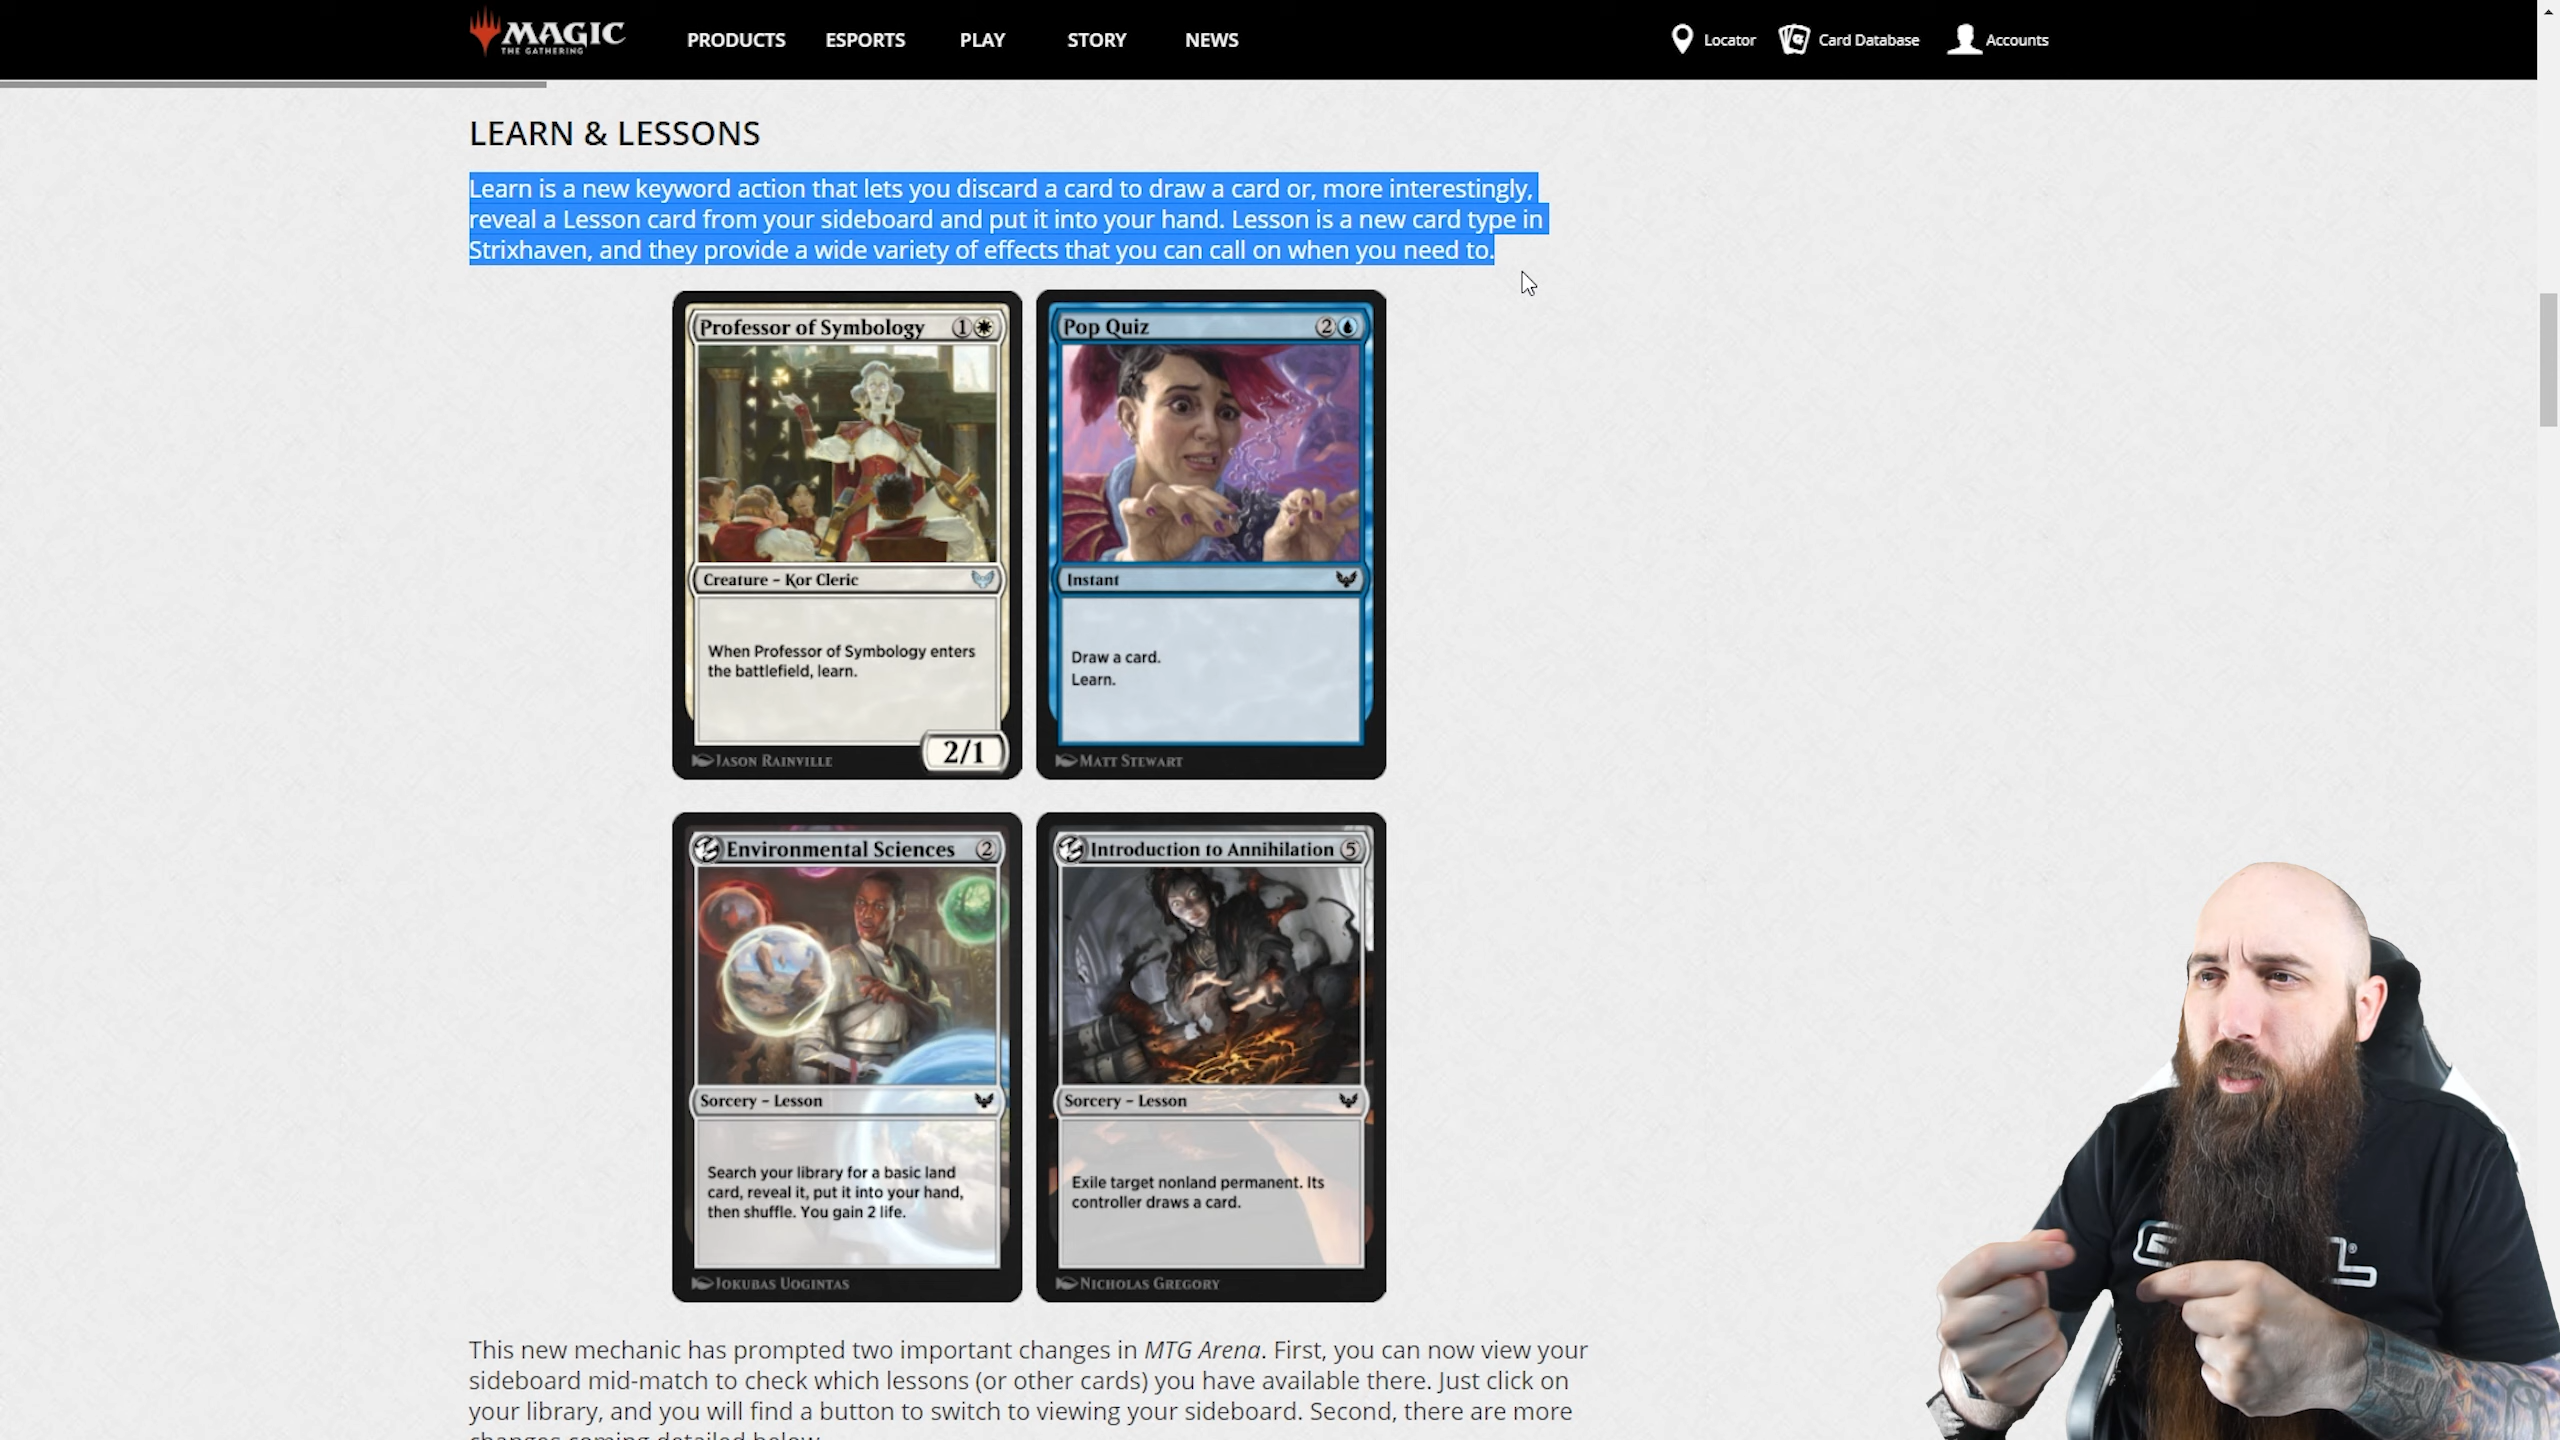 MAGIC
THE GATHERING
PRODUCTS ESPORTS PLAY STORY NEWS
Locator Card Database Accounts
LEARN & LESSONS
Learn is a new keyword action that lets you discard a card to draw a card or, more interestingly,
reveal a Lesson card from your sideboard and put it into your hand. Lesson is a new card type in
Strixhaven, and they provide a wide variety of effects that you can call on when you need to.
Professor of Symbology 1
Creature – Kor Cleric
When Professor of Symbology enters
the battlefield, learn.
2/1
JASON RAINVILLE
Pop Quiz 2
Instant
Draw a card.
Learn.
MATT STEWART
Environmental Sciences 2
Sorcery – Lesson
Search your library for a basic land
card, reveal it, put it into your hand,
then shuffle. You gain 2 life.
JOKUBAS UOGINTAS
Introduction to Annihilation 5
Sorcery – Lesson
Exile target nonland permanent. Its
controller draws a card.
NICHOLAS GREGORY
This new mechanic has prompted two important changes in MTG Arena. First, you can now view your
sideboard mid-match to check which lessons (or other cards) you have available there. Just click on
your library, and you will find a button to switch to viewing your sideboard. Second, there are more
changes coming detailed below